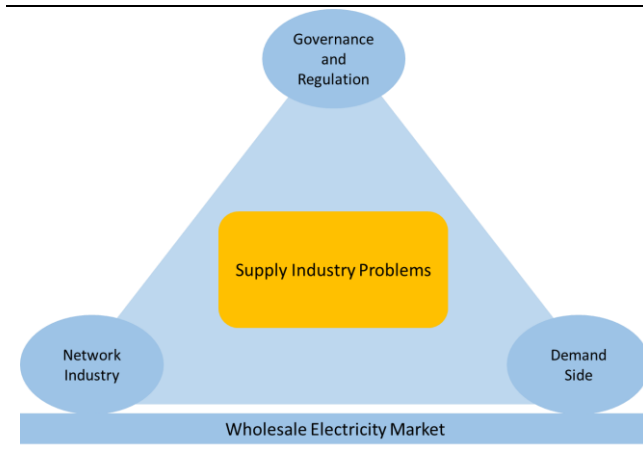 Governance
and
Regulation
Supply Industry Problems
Network
Industry
Demand
Side
Wholesale Electricity Market